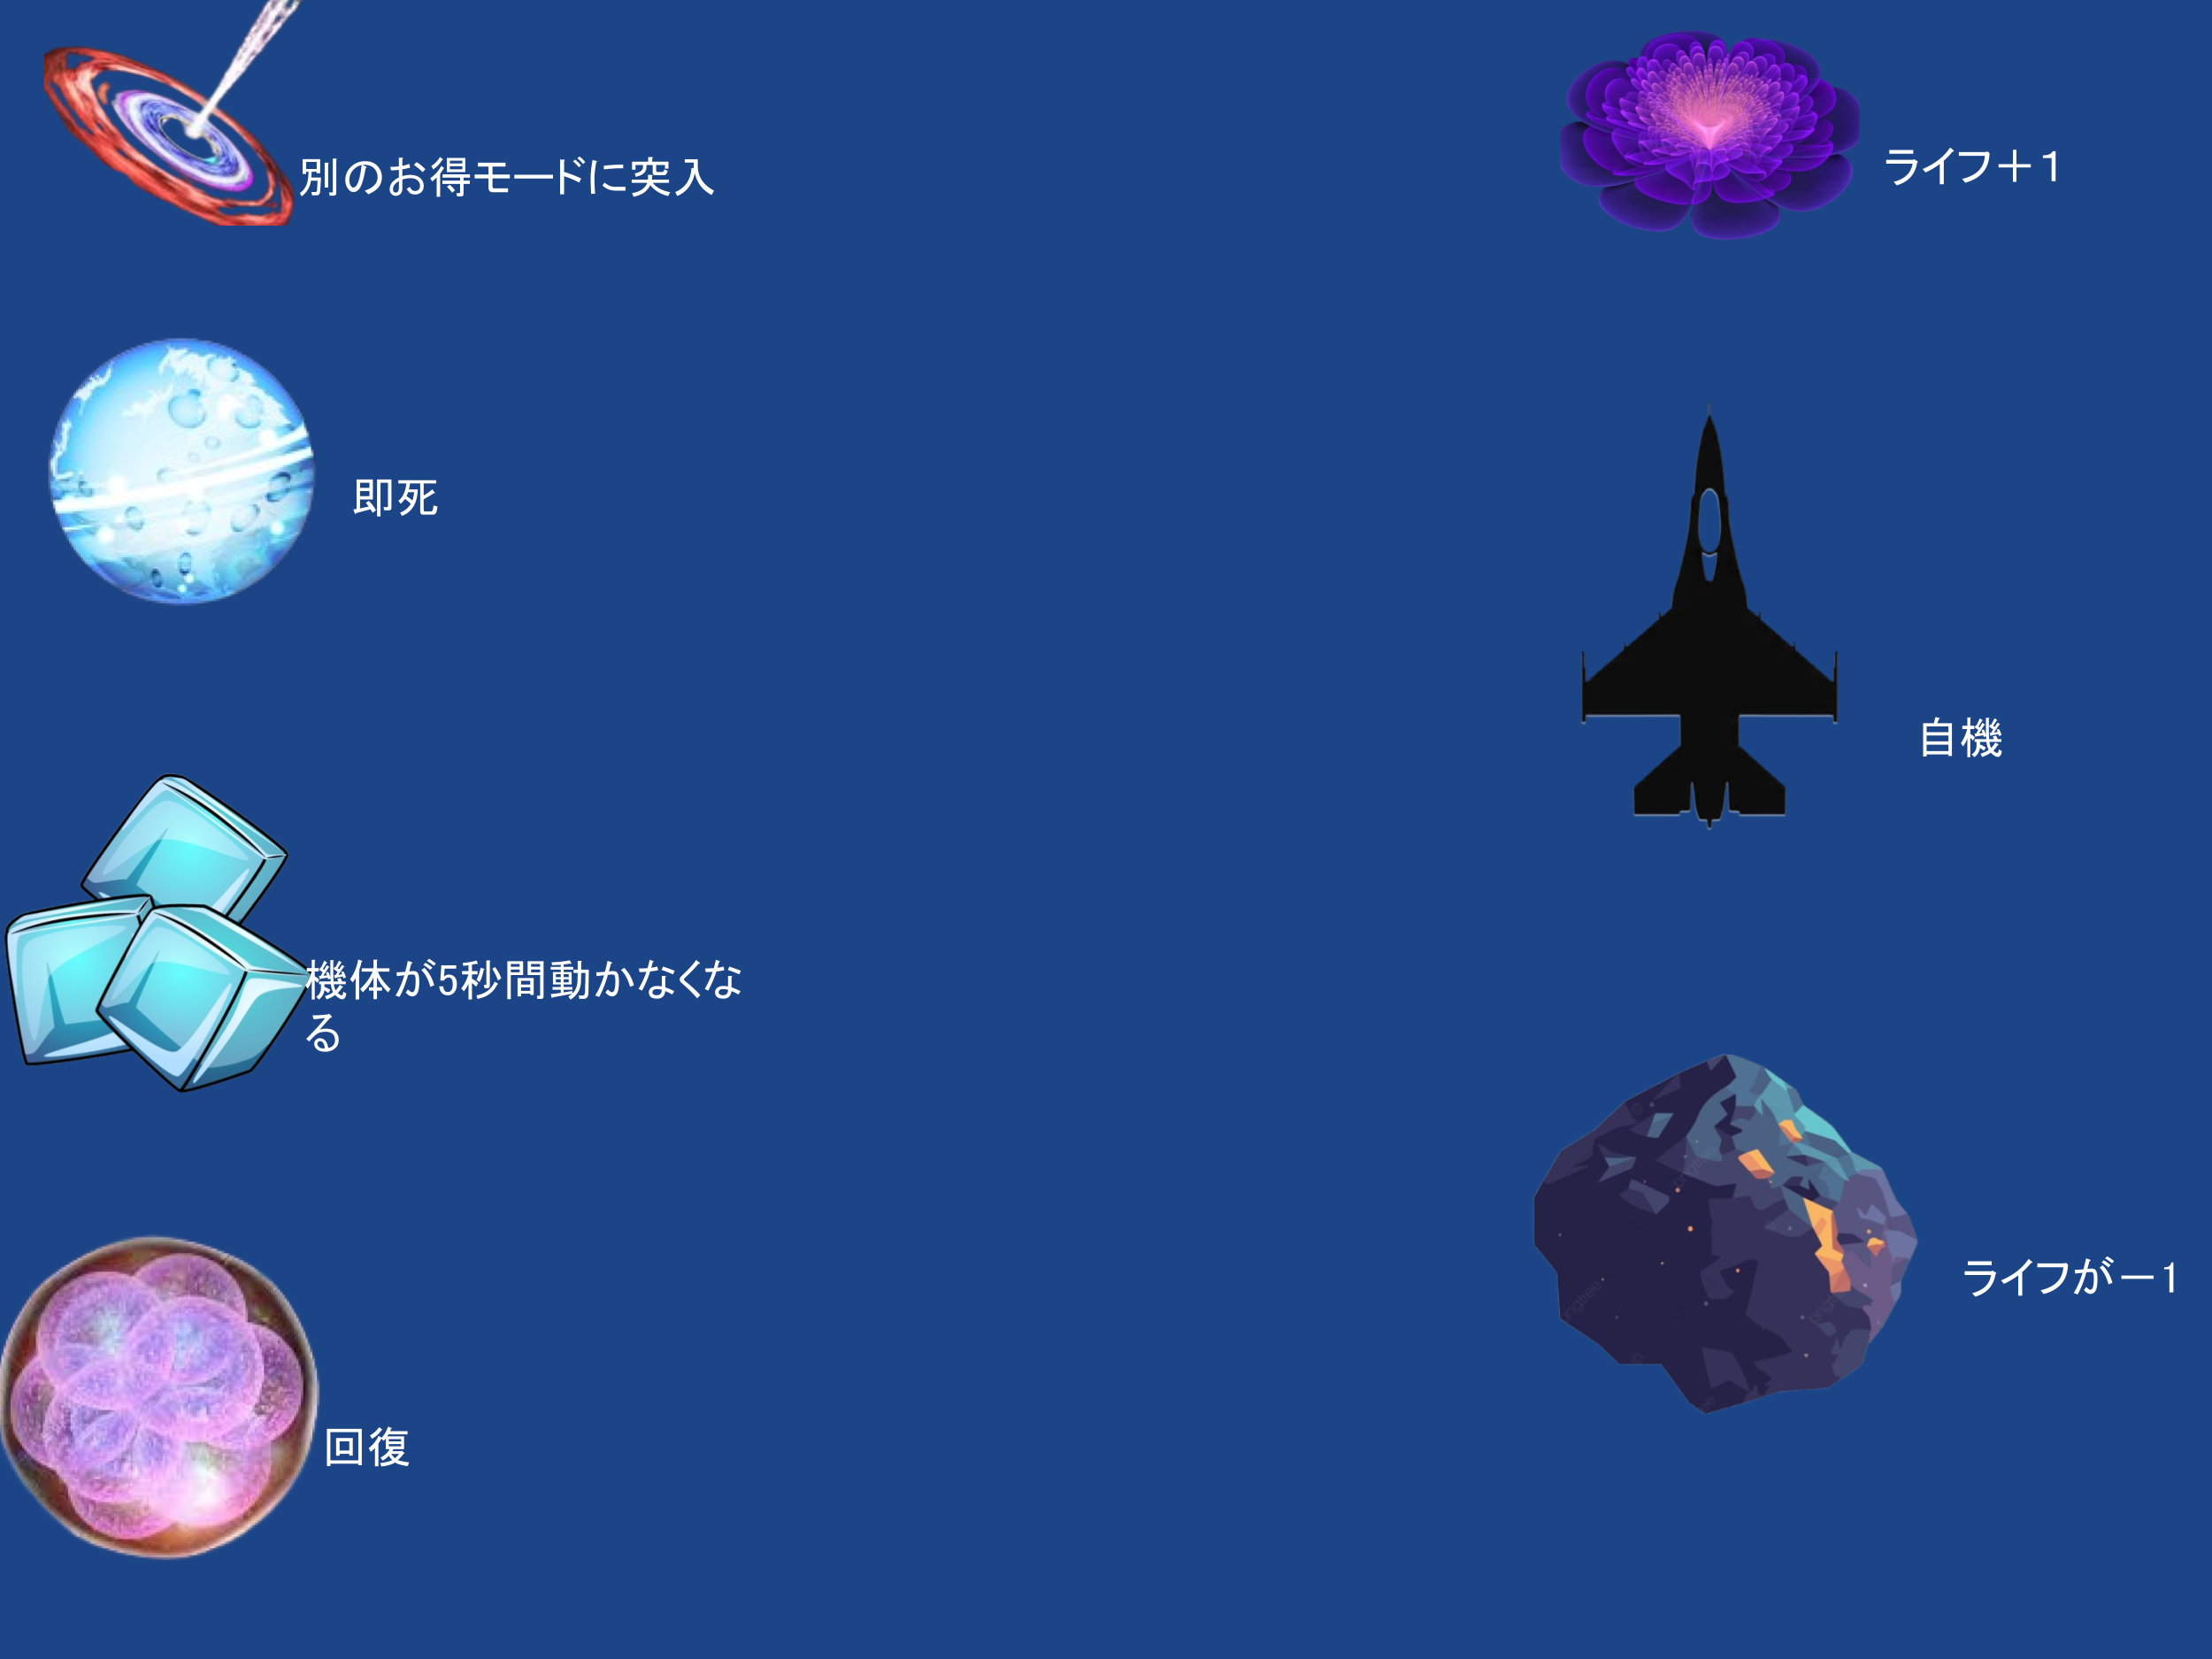 別のお得モードに突入
ライフ＋１
即死
自機
機体が5秒間動かなくな
る
ライフが－１
回復